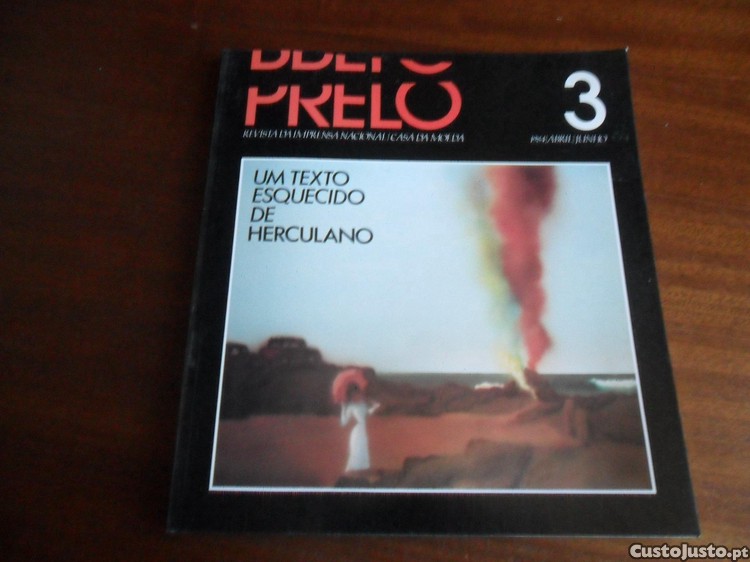 PRELO
PRELO
3
REVISTA DA IMPRENSA NACIONAL / CASA DA MOEDA
1984/ABRIL/JUNHO
UM TEXTO
ESQUECIDO
DE
HERCULANO
CustoJusto.pt